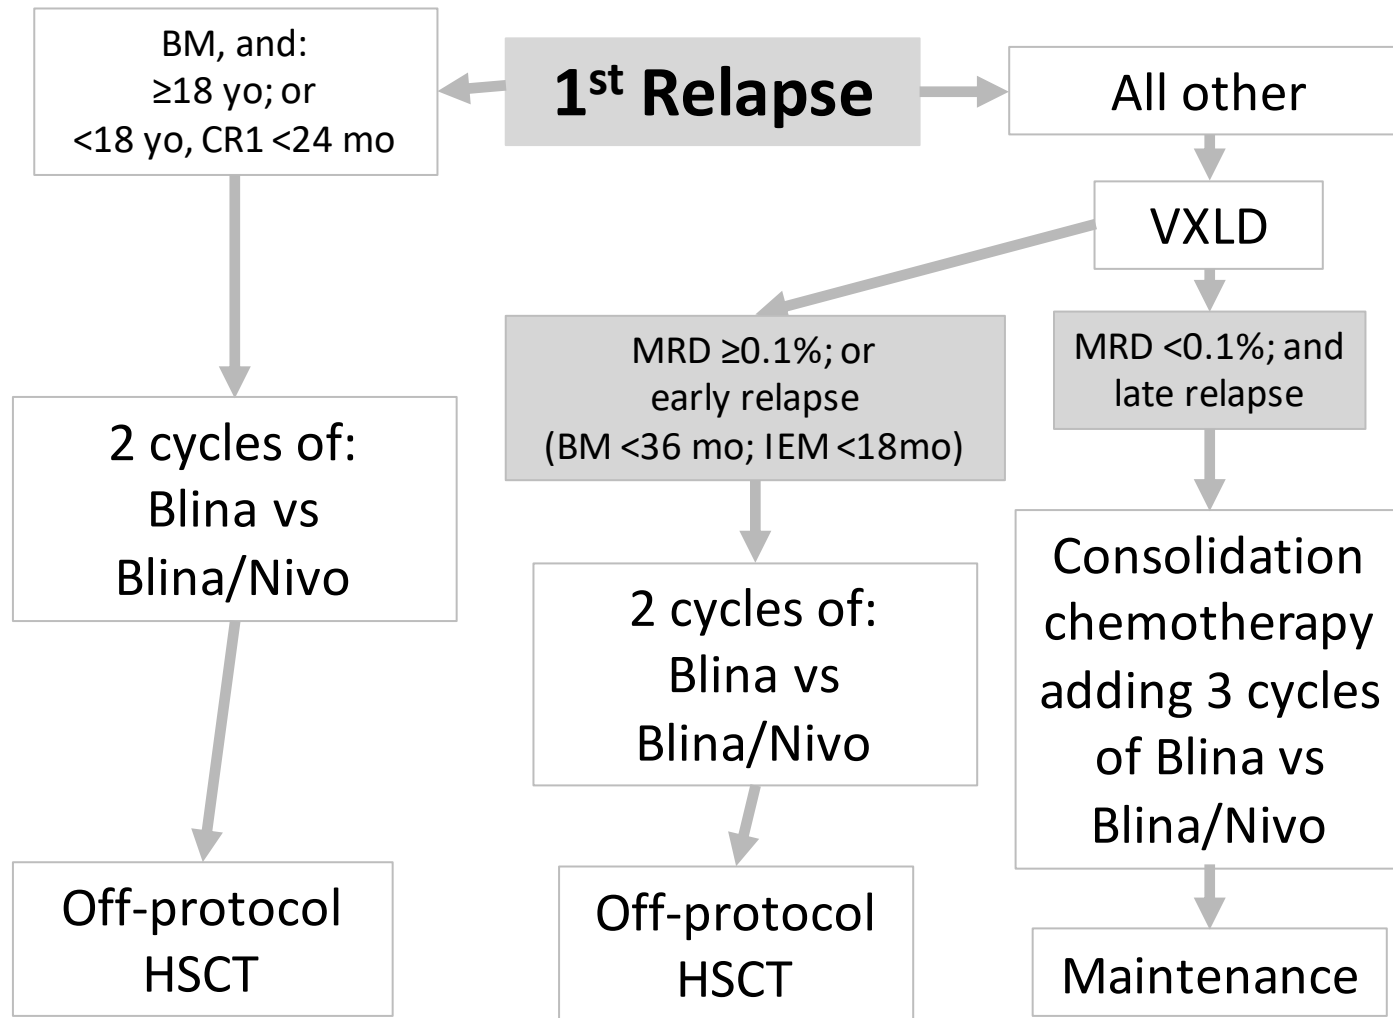 1st Relapse
BM, and:
≥18 yo; or
<18 yo, CR1 <24 mo
2 cycles of:
Blina vs
Blina/Nivo
Off-protocol
HSCT
All other
VXLD
MRD ≥0.1%; or
early relapse
(BM <36 mo; IEM <18mo)
2 cycles of:
Blina vs
Blina/Nivo
Off-protocol
HSCT
MRD <0.1%; and
late relapse
Consolidation
chemotherapy
adding 3 cycles
of Blina vs
Blina/Nivo
Maintenance